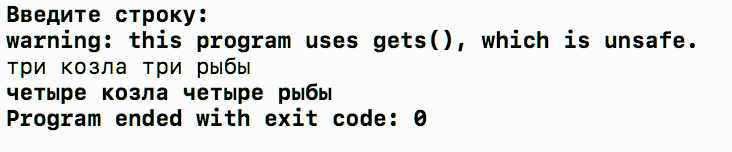 Введите строку:
warning: this program uses gets(), which is unsafe.
три козла три рыбы
четыре козла четыре рыбы
Program ended with exit code: 0